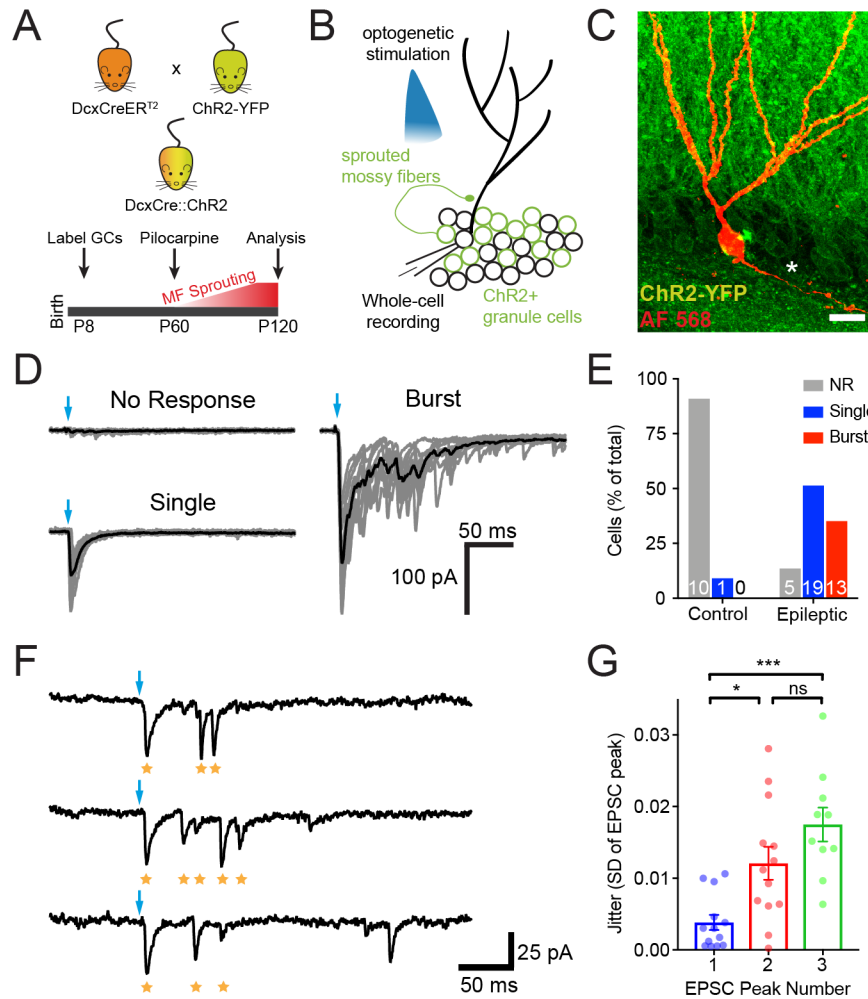 A
DcxCreERT2
x
ChR2-YFP
DcxCre::ChR2
Label GCs
Pilocarpine
Analysis
MF Sprouting
Birth
P8
P60
P120
B
optogenetic
stimulation
sprouted
mossy fibers
Whole-cell
recording
ChR2+
granule cells
C
*
ChR2-YFP
AF 568
D
No Response
Single
Burst
50 ms
100 pA
E
100
75
50
25
0
Cells (% of total)
NR
Single
Burst
10
1
0
5
19
13
Control
Epileptic
F
25 pA
50 ms
G
***
*
ns
0.03
0.02
0.01
0.00
Jitter (SD of EPSC peak)
1
2
3
EPSC Peak Number